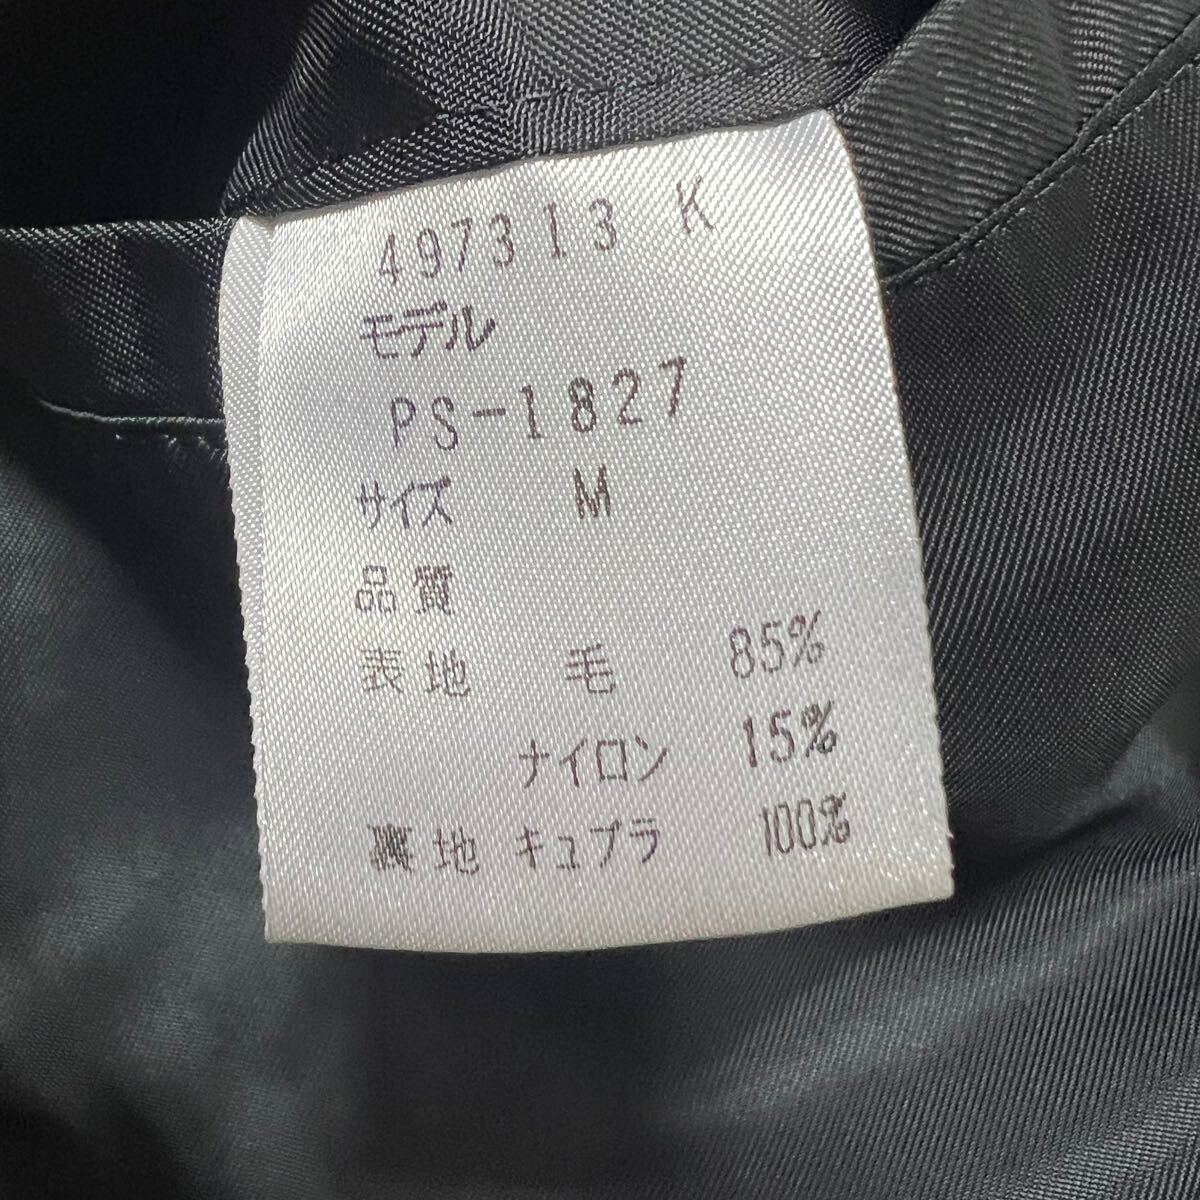 497313 K
モデル
PS-1827
サイズ M
品質
表地 毛 85%
ナイロン 15%
裏地 キュプラ 100%